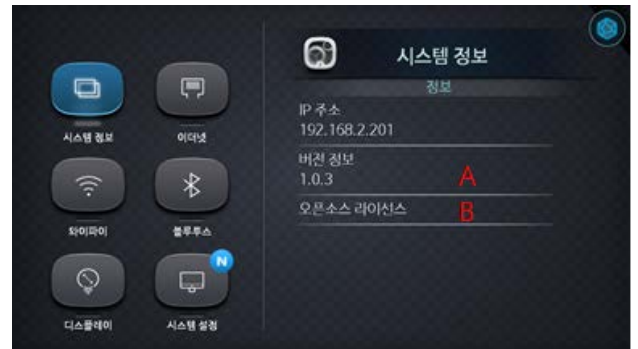 시스템 정보
이더넷
와이파이
블루투스
디스플레이
N
시스템 설정
시스템 정보
정보
IP 주소
192.168.2.201
버전 정보
1.0.3
A
오픈소스 라이선스
B